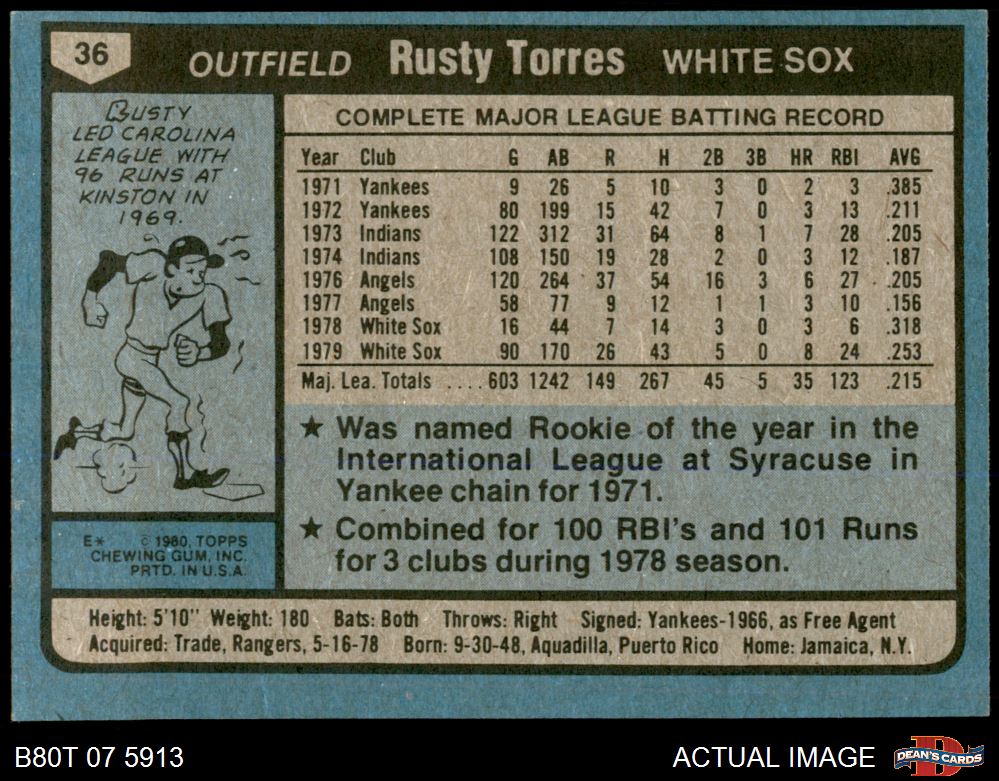 36 OUTFIELD Rusty Torres WHITE SOX
RUSTY
LED CAROLINA
LEAGUE WITH
96 RUNS AT
KINSTON IN
1969.
COMPLETE MAJOR LEAGUE BATTING RECORD
Year Club G AB R H 2B 3B HR RBI AVG
1971 Yankees 9 26 5 10 3 0 2 3 .385
1972 Yankees 80 199 15 42 7 0 3 13 .211
1973 Indians 122 312 31 64 8 1 7 28 .205
1974 Indians 108 150 19 28 2 0 3 12 .187
1976 Angels 120 264 37 54 16 3 6 27 .205
1977 Angels 58 77 9 12 1 1 3 10 .156
1978 White Sox 16 44 7 14 3 0 3 6 .318
1979 White Sox 90 170 26 43 5 0 8 24 .253
Maj. Lea. Totals .... 603 1242 149 267 45 5 35 123 .215
★ Was named Rookie of the year in the
International League at Syracuse in
Yankee chain for 1971.
★ Combined for 100 RBI's and 101 Runs
for 3 clubs during 1978 season.
E* © 1980, TOPPS
CHEWING GUM, INC.
PRTD. IN U.S.A.
Height: 5'10" Weight: 180 Bats: Both Throws: Right Signed: Yankees-1966, as Free Agent
Acquired: Trade, Rangers, 5-16-78 Born: 9-30-48, Aquadilla, Puerto Rico Home: Jamaica, N.Y.
B80T 07 5913 ACTUAL IMAGE D DEAN'S CARDS